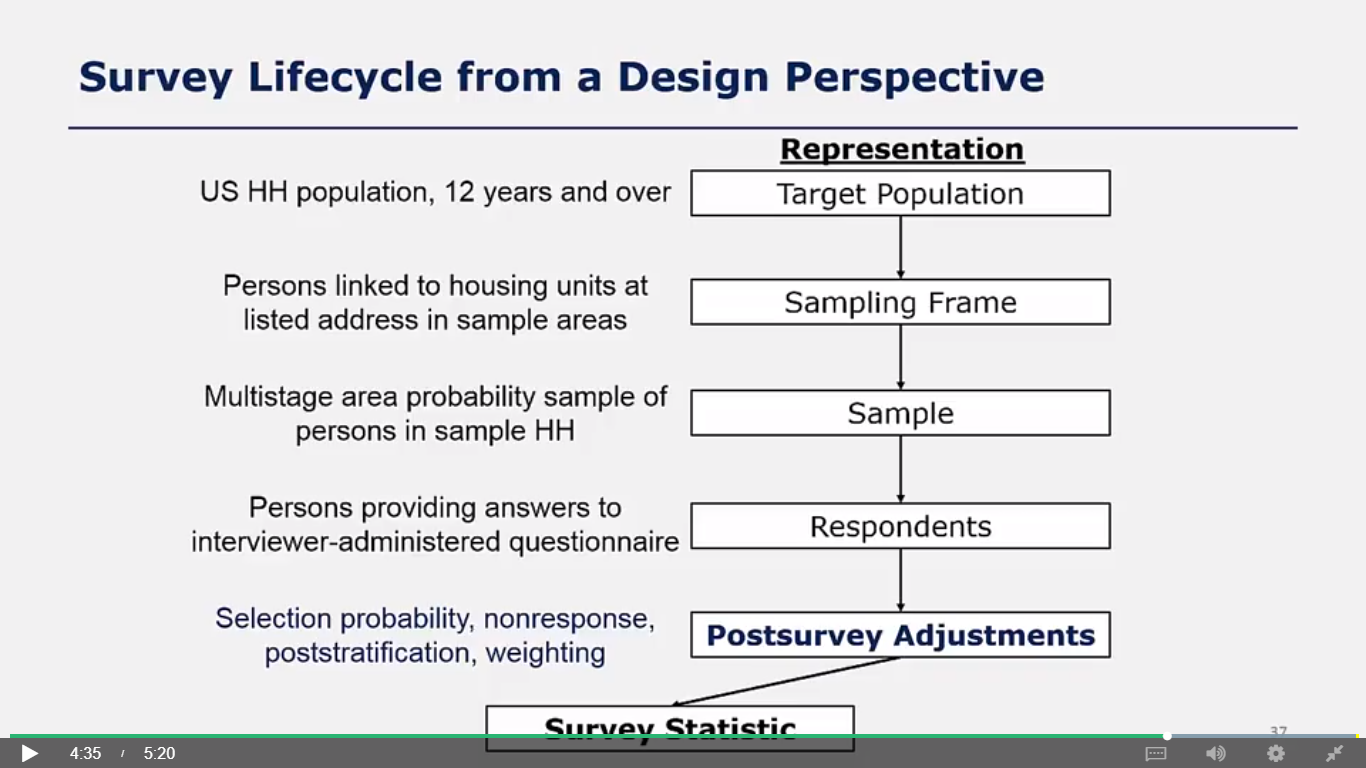 Survey Lifecycle from a Design Perspective
Representation
US HH population, 12 years and over
Target Population
Persons linked to housing units at
listed address in sample areas
Sampling Frame
Multistage area probability sample of
persons in sample HH
Sample
Persons providing answers to
interviewer-administered questionnaire
Respondents
Selection probability, nonresponse,
poststratification, weighting
Postsurvey Adjustments
Survey Statistic
37
4:35 / 5:20